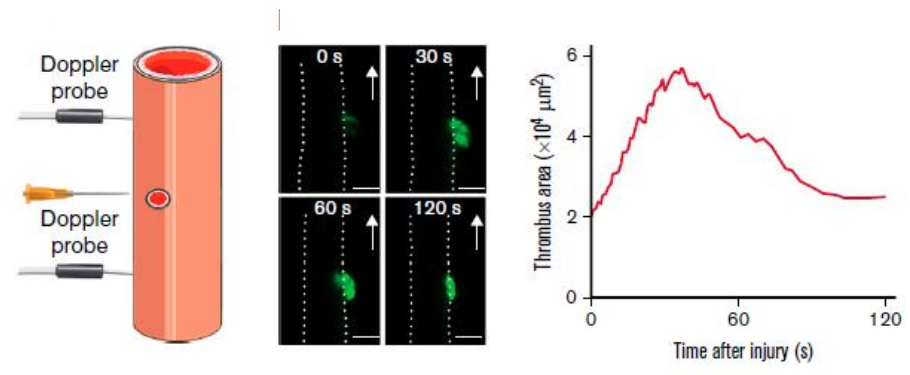 Doppler
probe
Doppler
probe
0 s
30 s
60 s
120 s
Thrombus area (×10⁴ μm²)
6
4
2
0
0
60
120
Time after injury (s)